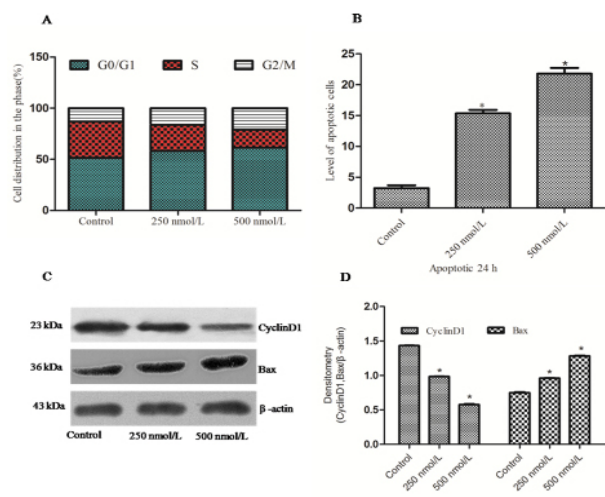 A
150
100
50
0
Cell distribution in the phase(%)
G0/G1 S G2/M
Control 250 nmol/L 500 nmol/L
B
25
20
15
10
5
0
Level of apoptotic cells
*
*
Control 250 nmol/L 500 nmol/L
Apoptotic 24 h
C
23 kDa CyclinD1
36 kDa Bax
43 kDa β -actin
Control 250 nmol/L 500 nmol/L
D
2.0
1.5
1.0
0.5
0.0
Densitometry
(CyclinD1,Bax/β -actin)
CyclinD1 Bax
*
*
*
*
Control 250 nmol/L 500 nmol/L Control 250 nmol/L 500 nmol/L